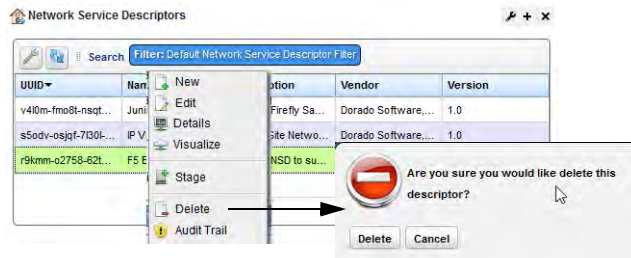 Network Service Descriptors
Search Filter: Default Network Service Descriptor Filter
UUID Nam ption Vendor Version
v4l0m-fmo8t-nsqt... Juni Firefly Sa... Dorado Software,... 1.0
s5odv-osjqf-7l30l-... IP V Site Netwo... Dorado Software,... 1.0
r9kmm-o2758-62t... F5 E NSD to su...
New
Edit
Details
Visualize
Stage
Delete
Audit Trail
Are you sure you would like delete this
descriptor?
Delete Cancel